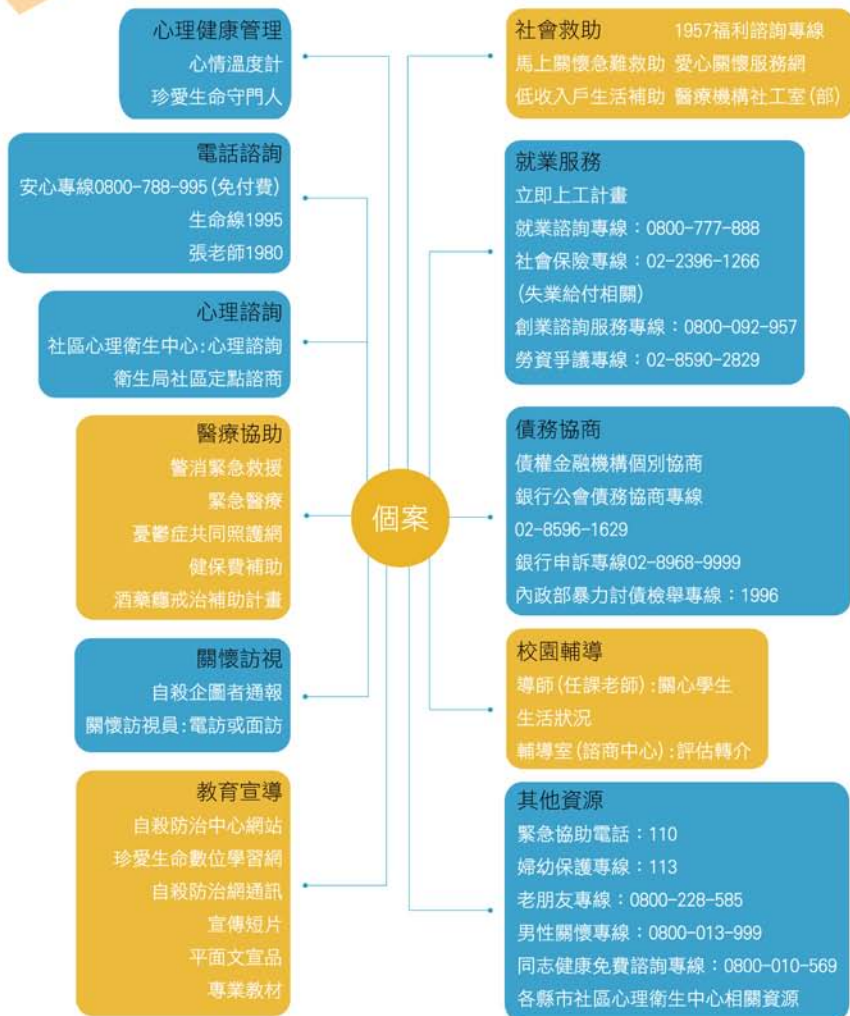 心理健康管理
心情溫度計
珍愛生命守門人
電話諮詢
安心專線0800-788-995(免付費)
生命線1995
張老師1980
心理諮詢
社區心理衛生中心:心理諮詢
衛生局社區定點諮商
醫療協助
警消緊急救援
緊急醫療
憂鬱症共同照護網
健保費補助
酒藥癮戒治補助計畫
關懷訪視
自殺企圖者通報
關懷訪視員:電訪或面訪
教育宣導
自殺防治中心網站
珍愛生命數位學習網
自殺防治網通訊
宣傳短片
平面文宣品
專業教材
個案
社會救助 1957福利諮詢專線
馬上關懷急難救助 愛心關懷服務網
低收入戶生活補助 醫療機構社工室(部)
就業服務
立即上工計畫
就業諮詢專線：0800-777-888
社會保險專線：02-2396-1266
(失業給付相關)
創業諮詢服務專線：0800-092-957
勞資爭議專線：02-8590-2829
債務協商
債權金融機構個別協商
銀行公會債務協商專線
02-8596-1629
銀行申訴專線02-8968-9999
內政部暴力討債檢舉專線：1996
校園輔導
導師(任課老師):關心學生
生活狀況
輔導室(諮商中心):評估轉介
其他資源
緊急協助電話：110
婦幼保護專線：113
老朋友專線：0800-228-585
男性關懷專線：0800-013-999
同志健康免費諮詢專線：0800-010-569
各縣市社區心理衛生中心相關資源